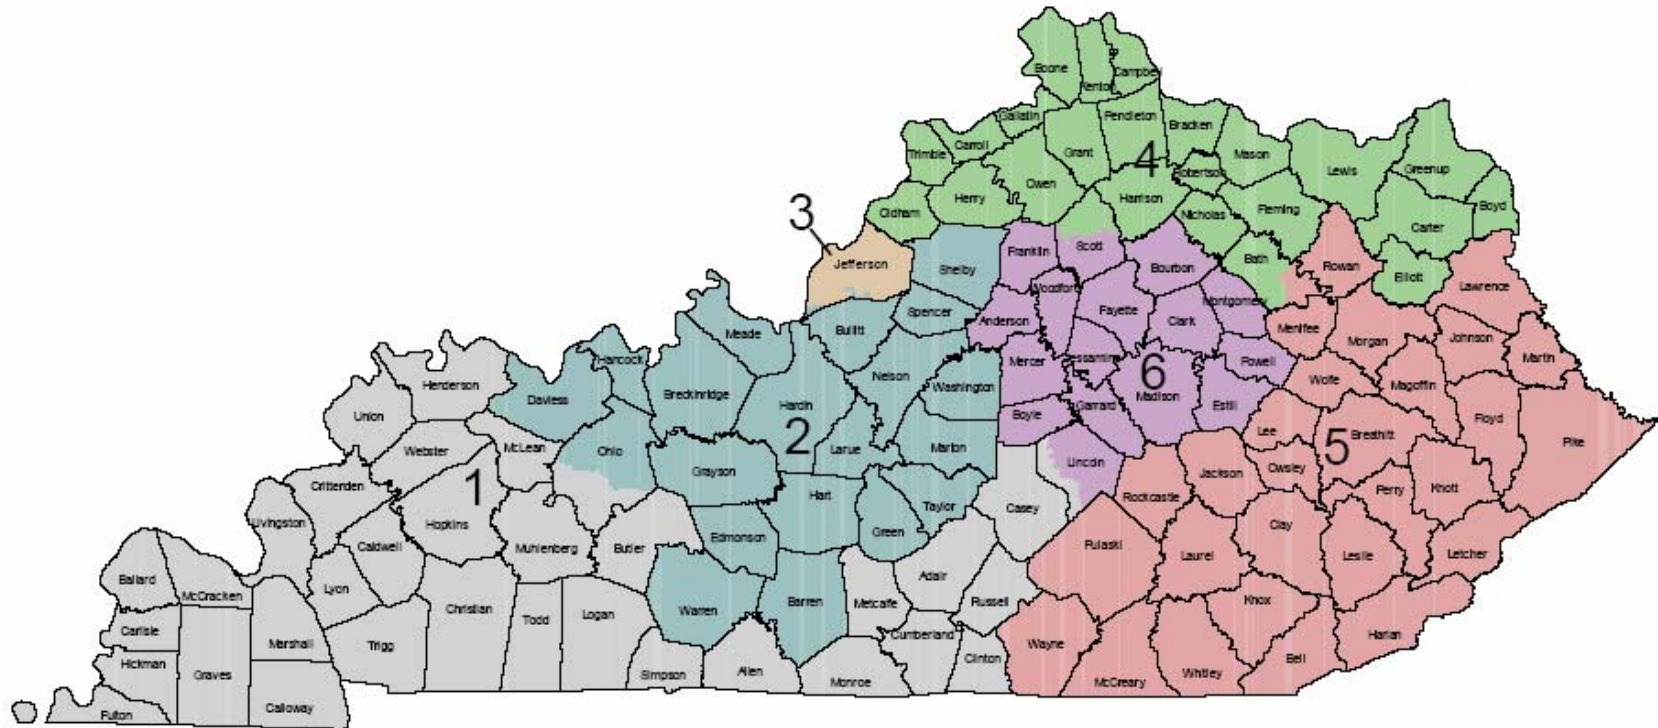 Boone
Kenton
Campbell
Gallatin
Pendleton
Bracken
Trimble
Carroll
Grant
4
Mason
Robertson
Lewis
Greenup
Oldham
Henry
Owen
Harrison
Nicholas
Fleming
Carter
Boyd
3
Jefferson
Shelby
Franklin
Scott
Bourbon
Bath
Rowan
Elliott
Lawrence
Woodford
Fayette
Clark
Montgomery
Menifee
Morgan
Johnson
Martin
Meade
Bullitt
Spencer
Anderson
Hancock
Breckinridge
Nelson
Washington
Mercer
essamin
6
Madison
Powell
Wolfe
Magoffin
Floyd
Pike
Henderson
Daviess
Hardin
2
Larue
Marion
Boyle
Garrard
Estill
Lee
5
Breathitt
Union
Webster
McLean
Ohio
Grayson
Hart
Taylor
Green
Casey
Lincoln
Rockcastle
Jackson
Owsley
Perry
Knott
Crittenden
1
Hopkins
Livingston
Caldwell
Muhlenberg
Butler
Edmonson
Adair
Pulaski
Laurel
Clay
Leslie
Letcher
Ballard
McCracken
Lyon
Christian
Todd
Logan
Warren
Barren
Metcalfe
Russell
Knox
Carlisle
Hickman
Graves
Marshall
Trigg
Simpson
Allen
Monroe
Cumberland
Clinton
Wayne
McCreary
Whitley
Bell
Harlan
Fulton
Calloway